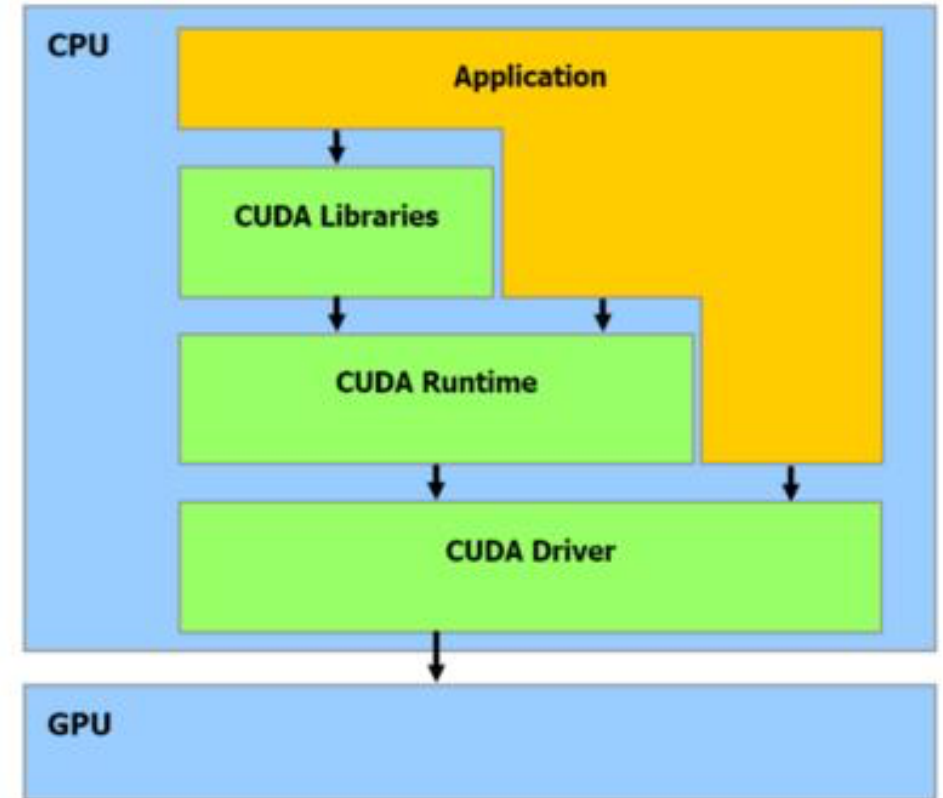 CPU
Application
CUDA Libraries
CUDA Runtime
CUDA Driver
GPU